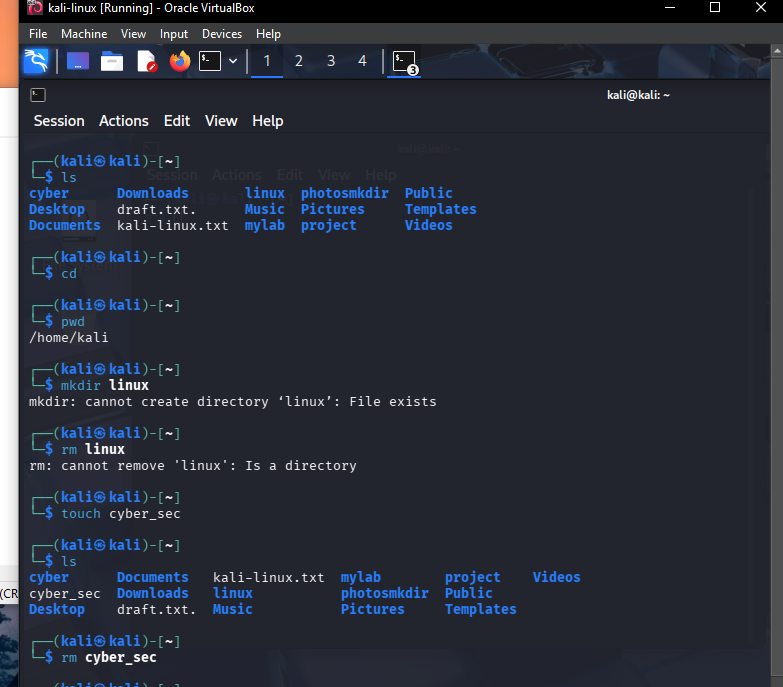 kali-linux [Running] - Oracle VirtualBox
File Machine View Input Devices Help
1 2 3 4 3
kali@kali: ~
Session Actions Edit View Help
┌──(kali㉿kali)-[~]
└─$ ls
cyber Downloads linux photosmkdir Public
Desktop draft.txt. Music Pictures Templates
Documents kali-linux.txt mylab project Videos
┌──(kali㉿kali)-[~]
└─$ cd
┌──(kali㉿kali)-[~]
└─$ pwd
/home/kali
┌──(kali㉿kali)-[~]
└─$ mkdir linux
mkdir: cannot create directory ‘linux’: File exists
┌──(kali㉿kali)-[~]
└─$ rm linux
rm: cannot remove 'linux': Is a directory
┌──(kali㉿kali)-[~]
└─$ touch cyber_sec
┌──(kali㉿kali)-[~]
└─$ ls
cyber Documents kali-linux.txt mylab project Videos
cyber_sec Downloads linux photosmkdir Public
Desktop draft.txt. Music Pictures Templates
(CR
┌──(kali㉿kali)-[~]
└─$ rm cyber_sec